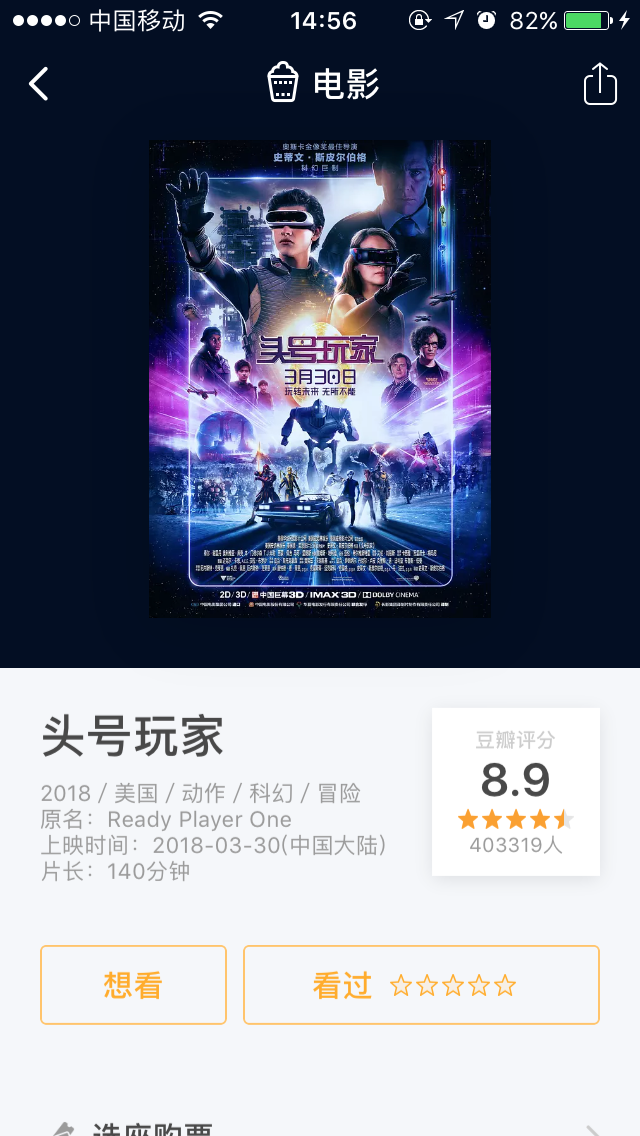 中国移动 14:56 82%
电影
奥斯卡金像奖最佳导演
史蒂文·斯皮尔伯格
科幻巨制
头号玩家
3月30日
玩转未来 无所不能
2D/3D/中国巨幕3D/IMAX 3D/DOLBY CINEMA
头号玩家
豆瓣评分
8.9
403319人
2018 / 美国 / 动作 / 科幻 / 冒险
原名：Ready Player One
上映时间：2018-03-30(中国大陆)
片长：140分钟
想看
看过
选座购票